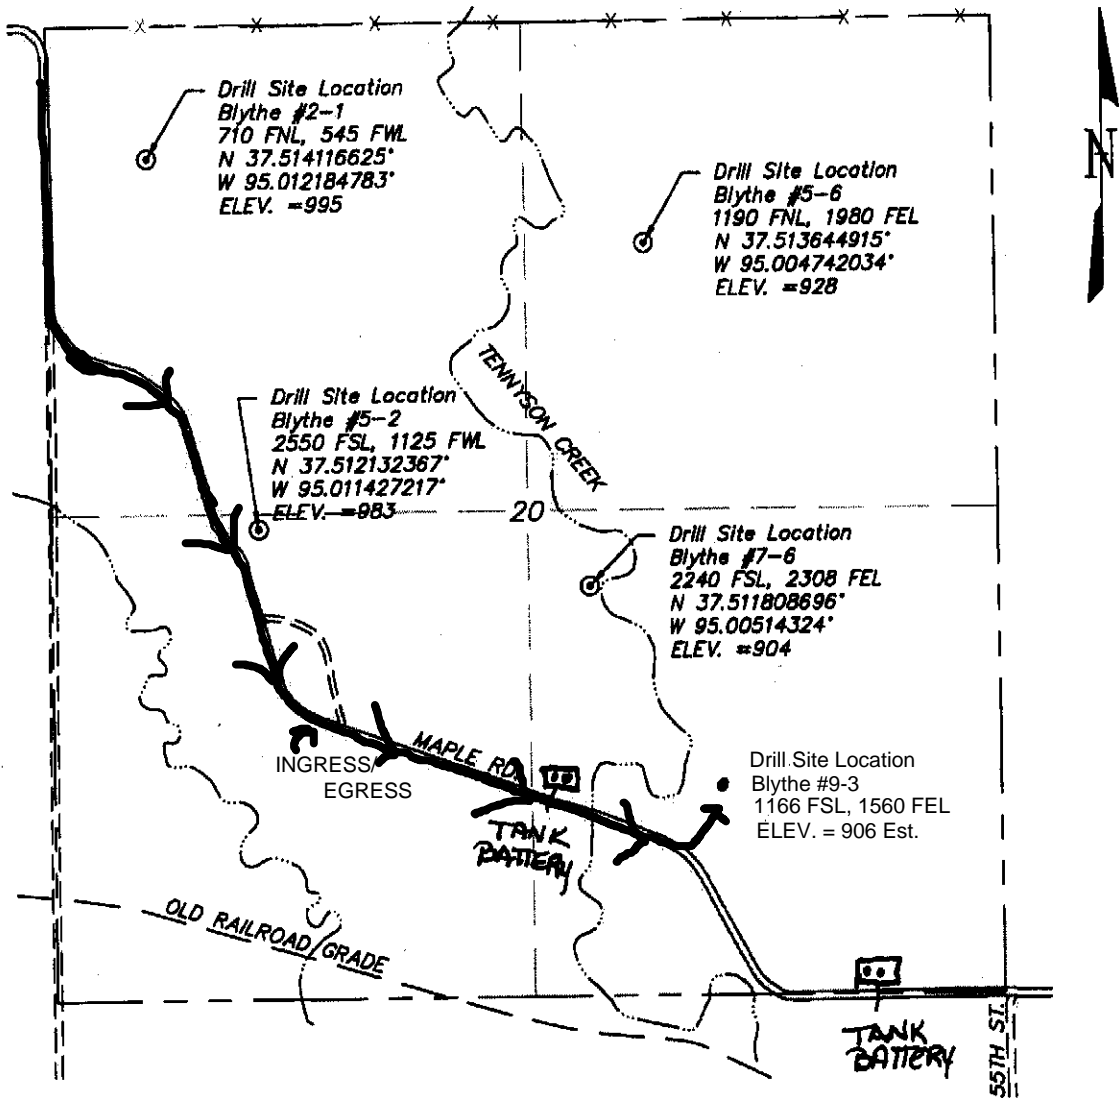 Drill Site Location
Blythe #2-1
710 FNL, 545 FWL
N 37.514116625°
W 95.012184783°
ELEV. =995
N
Drill Site Location
Blythe #5-6
1190 FNL, 1980 FEL
N 37.513644915°
W 95.004742034°
ELEV. =928
TENNYSON CREEK
Drill Site Location
Blythe #5-2
2550 FSL, 1125 FWL
N 37.512132367°
W 95.011427217°
ELEV. =983
20
Drill Site Location
Blythe #7-6
2240 FSL, 2308 FEL
N 37.511808696°
W 95.00514324°
ELEV. =904
MAPLE RD.
INGRESS/
EGRESS
Drill Site Location
Blythe #9-3
1166 FSL, 1560 FEL
ELEV. = 906 Est.
TANK
BATTERY
OLD RAILROAD GRADE
TANK
BATTERY
55TH ST.